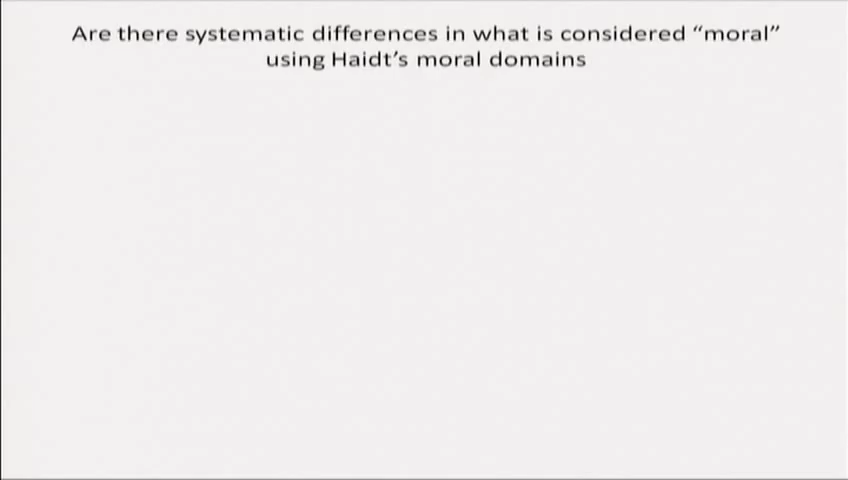 Are there systematic differences in what is considered “moral”
using Haidt’s moral domains